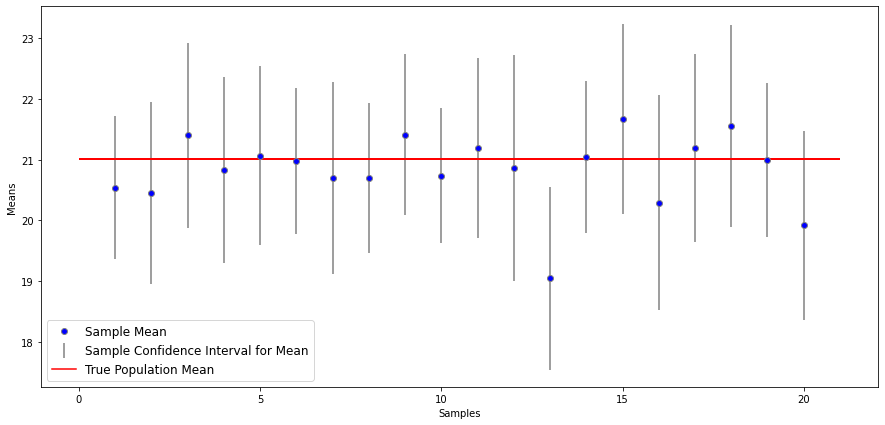 23
22
21
20
19
18
Means
Sample Mean
Sample Confidence Interval for Mean
True Population Mean
0 5 10 15 20
Samples